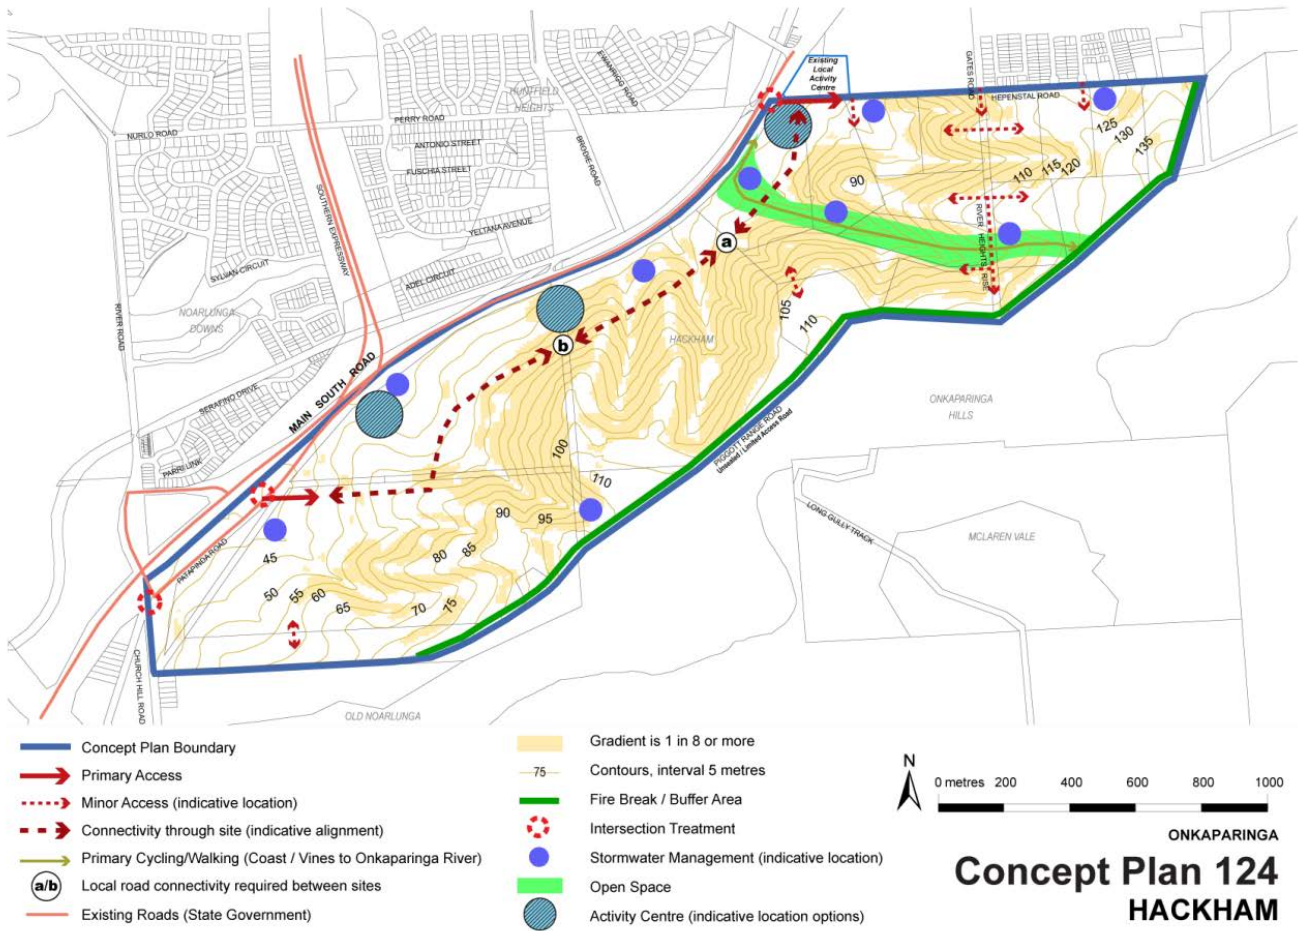 Existing
Local
Activity
Centre
EWANRIGG ROAD
GATES ROAD
HUNTFIELD
HEIGHTS
HEPENSTAL ROAD
PERRY ROAD
NURLO ROAD
ANTONIO STREET
FUSCHIA STREET
BRODIE ROAD
125
130
135
110
115
120
90
SOUTHERN EXPRESSWAY
YELTANA AVENUE
RIVER HEIGHTS RISE
SYLVAN CIRCUIT
ADEL CIRCUIT
a
RIVER ROAD
NOARLUNGA
DOWNS
105
110
HACKHAM
b
MAIN SOUTH ROAD
SERAFINO DRIVE
ONKAPARINGA
HILLS
PIGGOTT RANGE ROAD
Unsealed / Limited Access Road
PARRI LINK
100
110
90
95
LONG GULLY TRACK
MCLAREN VALE
PATAPINDA ROAD
45
80
85
50
55
60
65
70
75
CHURCH HILL ROAD
OLD NOARLUNGA
Concept Plan Boundary
Primary Access
Minor Access (indicative location)
Connectivity through site (indicative alignment)
Primary Cycling/Walking (Coast / Vines to Onkaparinga River)
a/b Local road connectivity required between sites
Existing Roads (State Government)
Gradient is 1 in 8 or more
75 Contours, interval 5 metres
Fire Break / Buffer Area
Intersection Treatment
Stormwater Management (indicative location)
Open Space
Activity Centre (indicative location options)
N
0 metres 200 400 600 800 1000
ONKAPARINGA
Concept Plan 124
HACKHAM